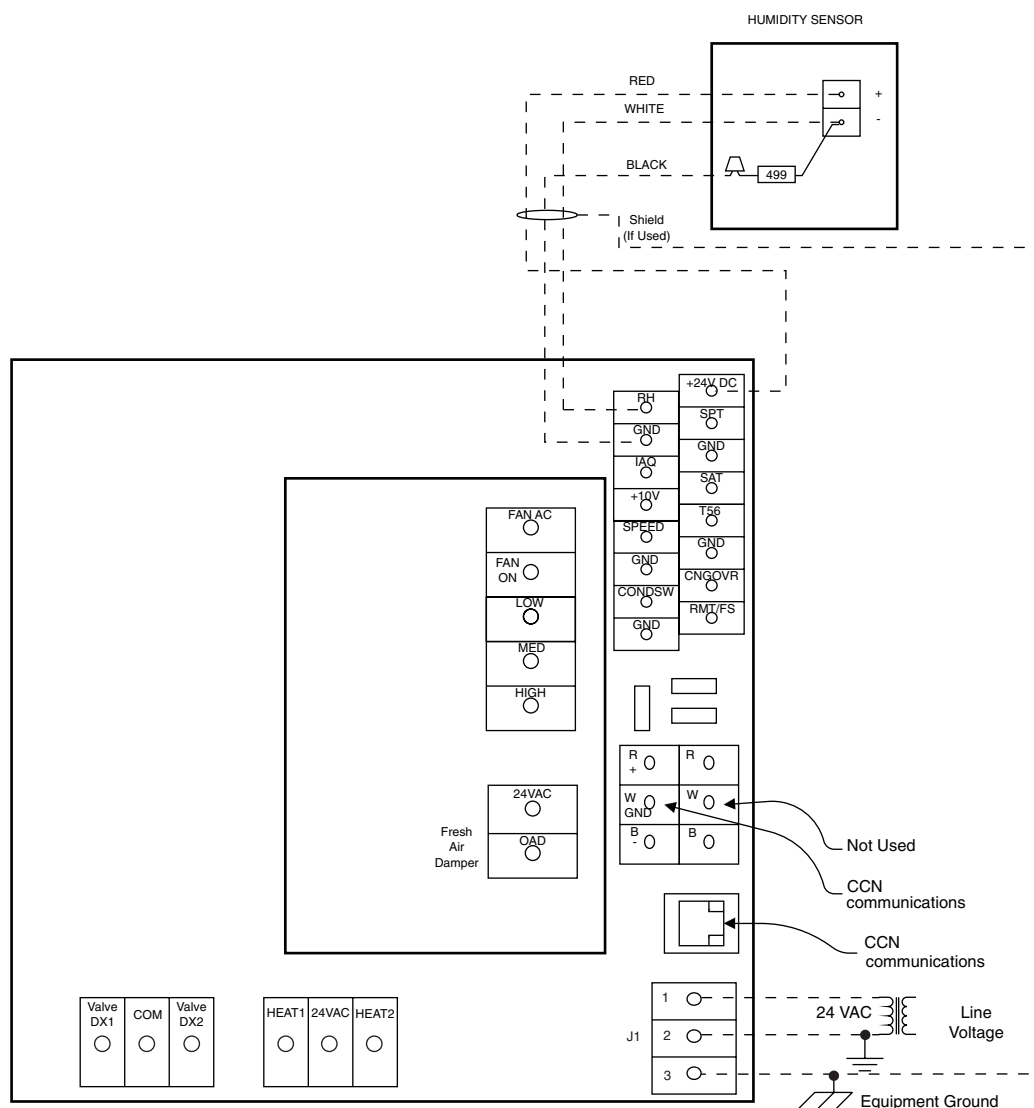 HUMIDITY SENSOR
RED
+
WHITE
-
BLACK
499
Shield
(If Used)
+24V DC
RH
SPT
GND
GND
IAQ
SAT
+10V
T56
SPEED
GND
GND
CNGOVR
CONDSW
RMT/FS
GND
FAN AC
FAN
ON
LOW
MED
HIGH
R
+
R
W
GND
W
B
-
B
24VAC
OAD
Fresh
Air
Damper
Not Used
CCN
communications
CCN
communications
Valve
DX1
COM
Valve
DX2
HEAT1
24VAC
HEAT2
J1
1
2
3
24 VAC
Line
Voltage
Equipment Ground